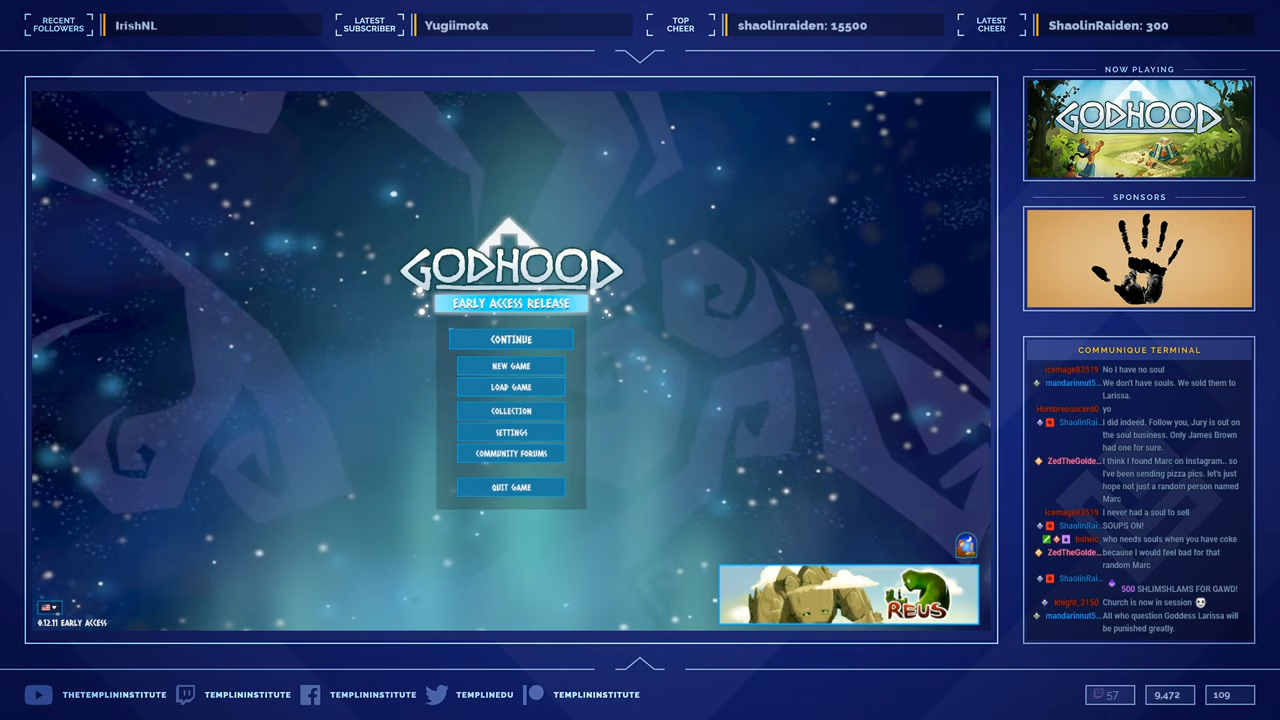 RECENT
FOLLOWERS
IrishNL
LATEST
SUBSCRIBER
Yugiimota
TOP
CHEER
shaolinraiden: 15500
LATEST
CHEER
ShaolinRaiden: 300
NOW PLAYING
GODHOOD
SPONSORS
GODHOOD
EARLY ACCESS RELEASE
CONTINUE
NEW GAME
LOAD GAME
COLLECTION
SETTINGS
COMMUNITY FORUMS
QUIT GAME
REUS
0.12.11 EARLY ACCESS
COMMUNIQUE TERMINAL
icemage83519 No I have no soul
mandarinnut5... We don't have souls. We sold them to
Larissa.
Hombreosocerd0 yo
ShaolinRai... I did indeed. Follow you, Jury is out on
the soul business. Only James Brown
had one for sure.
ZedTheGolde... I think I found Marc on Instagram.. so
I've been sending pizza pics. let's just
hope not just a random person named
Marc
icemage83519 I never had a soul to sell
ShaolinRai... SOUPS ON!
bolwic who needs souls when you have coke
ZedTheGolde... because I would feel bad for that
random Marc
ShaolinRai...
500 SHLIMSHLAMS FOR GAWD!
knight_3150 Church is now in session
mandarinnut5... All who question Goddess Larissa will
be punished greatly.
THETEMPLININSTITUTE
TEMPLININSTITUTE
TEMPLININSTITUTE
TEMPLINEDU
TEMPLININSTITUTE
57
9,472
109